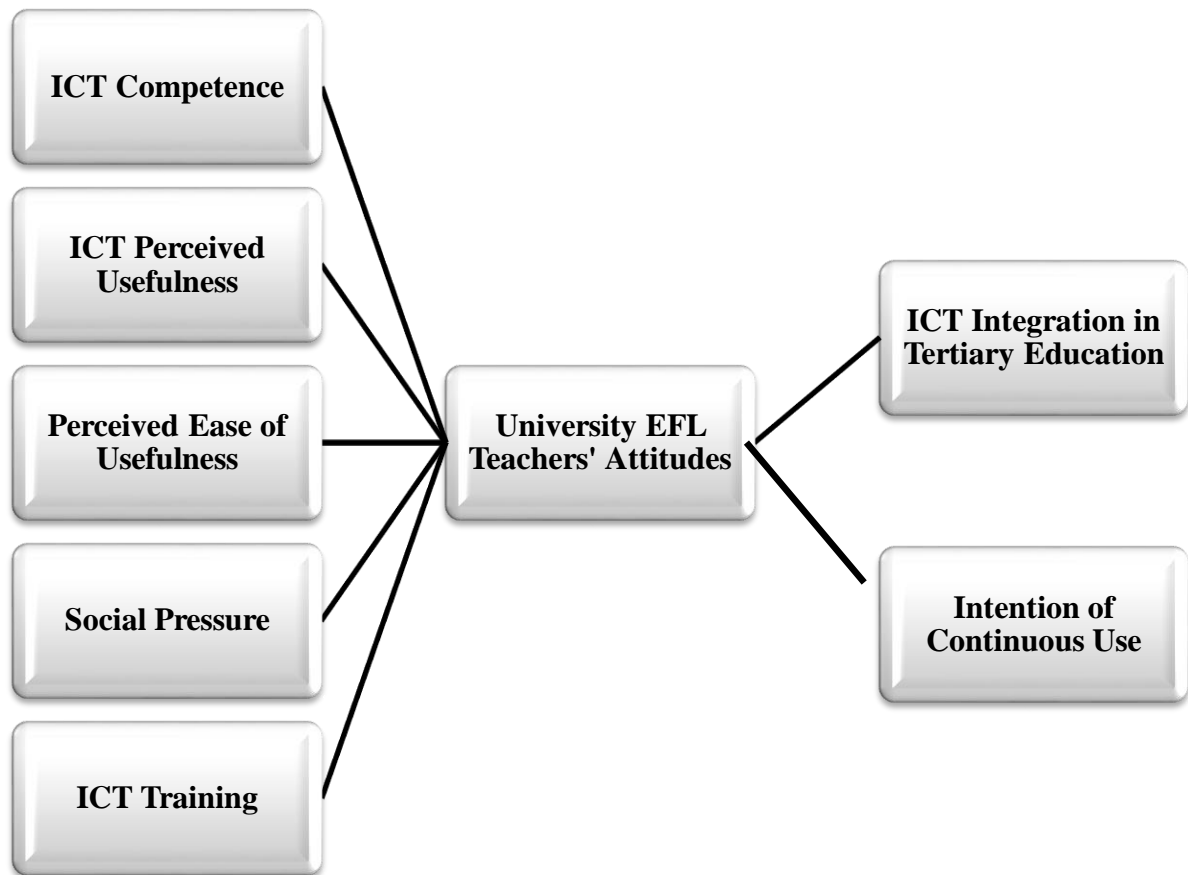 ICT Competence
ICT Perceived
Usefulness
Perceived Ease of
Usefulness
Social Pressure
ICT Training
University EFL
Teachers' Attitudes
ICT Integration in
Tertiary Education
Intention of
Continuous Use